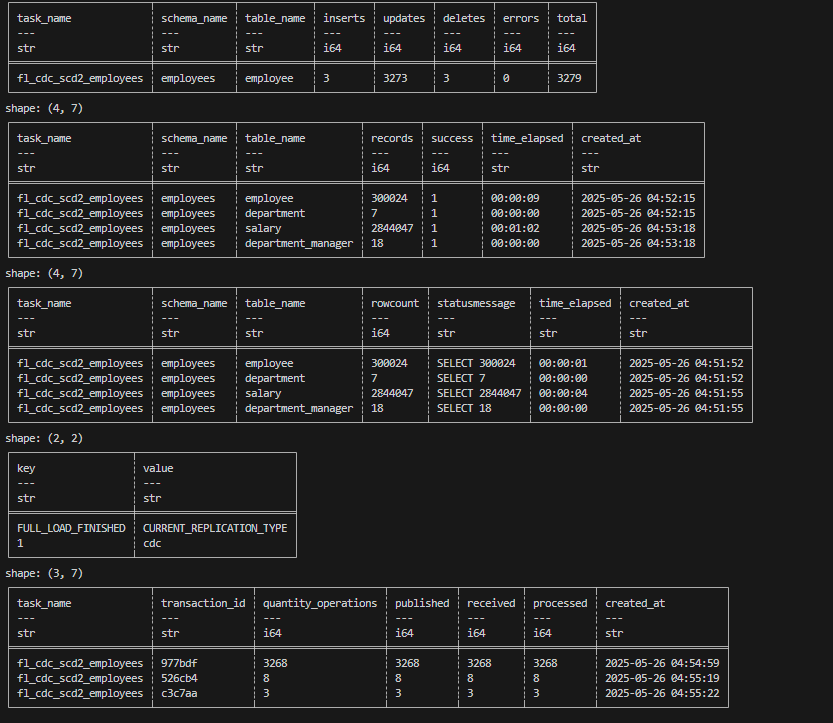 task_name schema_name table_name inserts updates deletes errors total
--- --- --- --- --- --- --- ---
str str str i64 i64 i64 i64 i64
fl_cdc_scd2_employees employees employee 3 3273 3 0 3279
shape: (4, 7)
task_name schema_name table_name records success time_elapsed created_at
--- --- --- --- --- --- ---
str str str i64 i64 str str
fl_cdc_scd2_employees employees employee 300024 1 00:00:09 2025-05-26 04:52:15
fl_cdc_scd2_employees employees department 7 1 00:00:00 2025-05-26 04:52:15
fl_cdc_scd2_employees employees salary 2844047 1 00:01:02 2025-05-26 04:53:18
fl_cdc_scd2_employees employees department_manager 18 1 00:00:00 2025-05-26 04:53:18
shape: (4, 7)
task_name schema_name table_name rowcount statusmessage time_elapsed created_at
--- --- --- --- --- --- ---
str str str i64 str str str
fl_cdc_scd2_employees employees employee 300024 SELECT 300024 00:00:01 2025-05-26 04:51:52
fl_cdc_scd2_employees employees department 7 SELECT 7 00:00:00 2025-05-26 04:51:52
fl_cdc_scd2_employees employees salary 2844047 SELECT 2844047 00:00:04 2025-05-26 04:51:55
fl_cdc_scd2_employees employees department_manager 18 SELECT 18 00:00:00 2025-05-26 04:51:55
shape: (2, 2)
key value
--- ---
str str
FULL_LOAD_FINISHED CURRENT_REPLICATION_TYPE
1 cdc
shape: (3, 7)
task_name transaction_id quantity_operations published received processed created_at
--- --- --- --- --- --- ---
str str i64 i64 i64 i64 str
fl_cdc_scd2_employees 977bdf 3268 3268 3268 3268 2025-05-26 04:54:59
fl_cdc_scd2_employees 526cb4 8 8 8 8 2025-05-26 04:55:19
fl_cdc_scd2_employees c3c7aa 3 3 3 3 2025-05-26 04:55:22